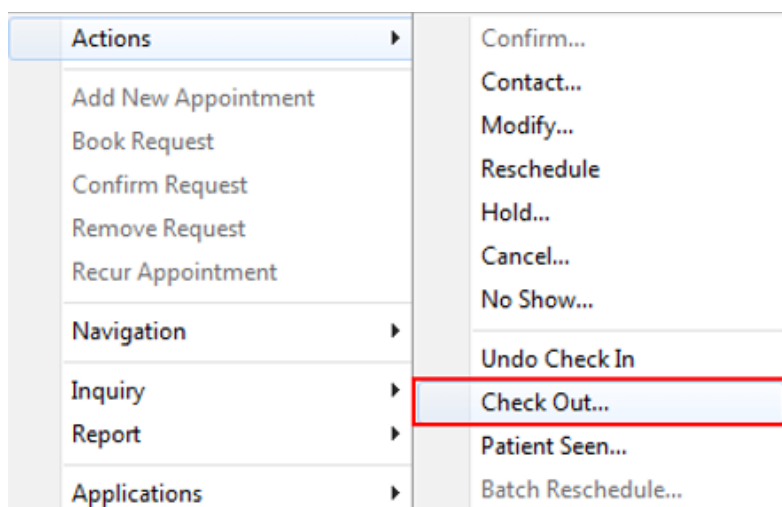 Actions
Add New Appointment
Book Request
Confirm Request
Remove Request
Recur Appointment
Navigation
Inquiry
Report
Applications
Confirm...
Contact...
Modify...
Reschedule
Hold...
Cancel...
No Show...
Undo Check In
Check Out...
Patient Seen...
Batch Reschedule...